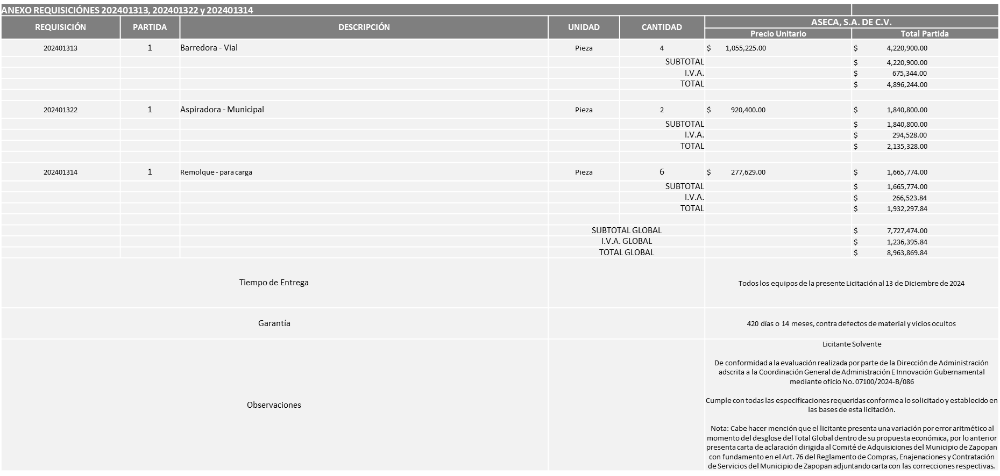 ANEXO REQUISICIÓNES 202401313, 202401322 y 202401314
REQUISICIÓN PARTIDA DESCRIPCIÓN UNIDAD CANTIDAD ASECA, S.A. DE C.V.
Precio Unitario Total Partida
202401313 1 Barredora - Vial Pieza 4 $ 1,055,225.00 $ 4,220,900.00
SUBTOTAL $ 4,220,900.00
I.V.A. $ 675,344.00
TOTAL $ 4,896,244.00
202401322 1 Aspiradora - Municipal Pieza 2 $ 920,400.00 $ 1,840,800.00
SUBTOTAL $ 1,840,800.00
I.V.A. $ 294,528.00
TOTAL $ 2,135,328.00
202401314 1 Remolque - para carga Pieza 6 $ 277,629.00 $ 1,665,774.00
SUBTOTAL $ 1,665,774.00
I.V.A. $ 266,523.84
TOTAL $ 1,932,297.84
SUBTOTAL GLOBAL $ 7,727,474.00
I.V.A. GLOBAL $ 1,236,395.84
TOTAL GLOBAL $ 8,963,869.84
Tiempo de Entrega Todos los equipos de la presente Licitación al 13 de Diciembre de 2024
Garantía 420 días o 14 meses, contra defectos de material y vicios ocultos
Observaciones
Licitante Solvente
De conformidad a la evaluación realizada por parte de la Dirección de Administración
adscrita a la Coordinación General de Administración E Innovación Gubernamental
mediante oficio No. 07100/2024-B/086
Cumple con todas las especificaciones requeridas conforme a lo solicitado y establecido en
las bases de esta licitación.
Nota: Cabe hacer mención que el licitante presenta una variación por error aritmético al
momento del desglose del Total Global dentro de su propuesta económica, por lo anterior
presenta carta de aclaración dirigida al Comité de Adquisiciones del Municipio de Zapopan
con fundamento en el Art. 76 del Reglamento de Compras, Enajenaciones y Contratación
de Servicios del Municipio de Zapopan adjuntando carta con las correcciones respectivas.